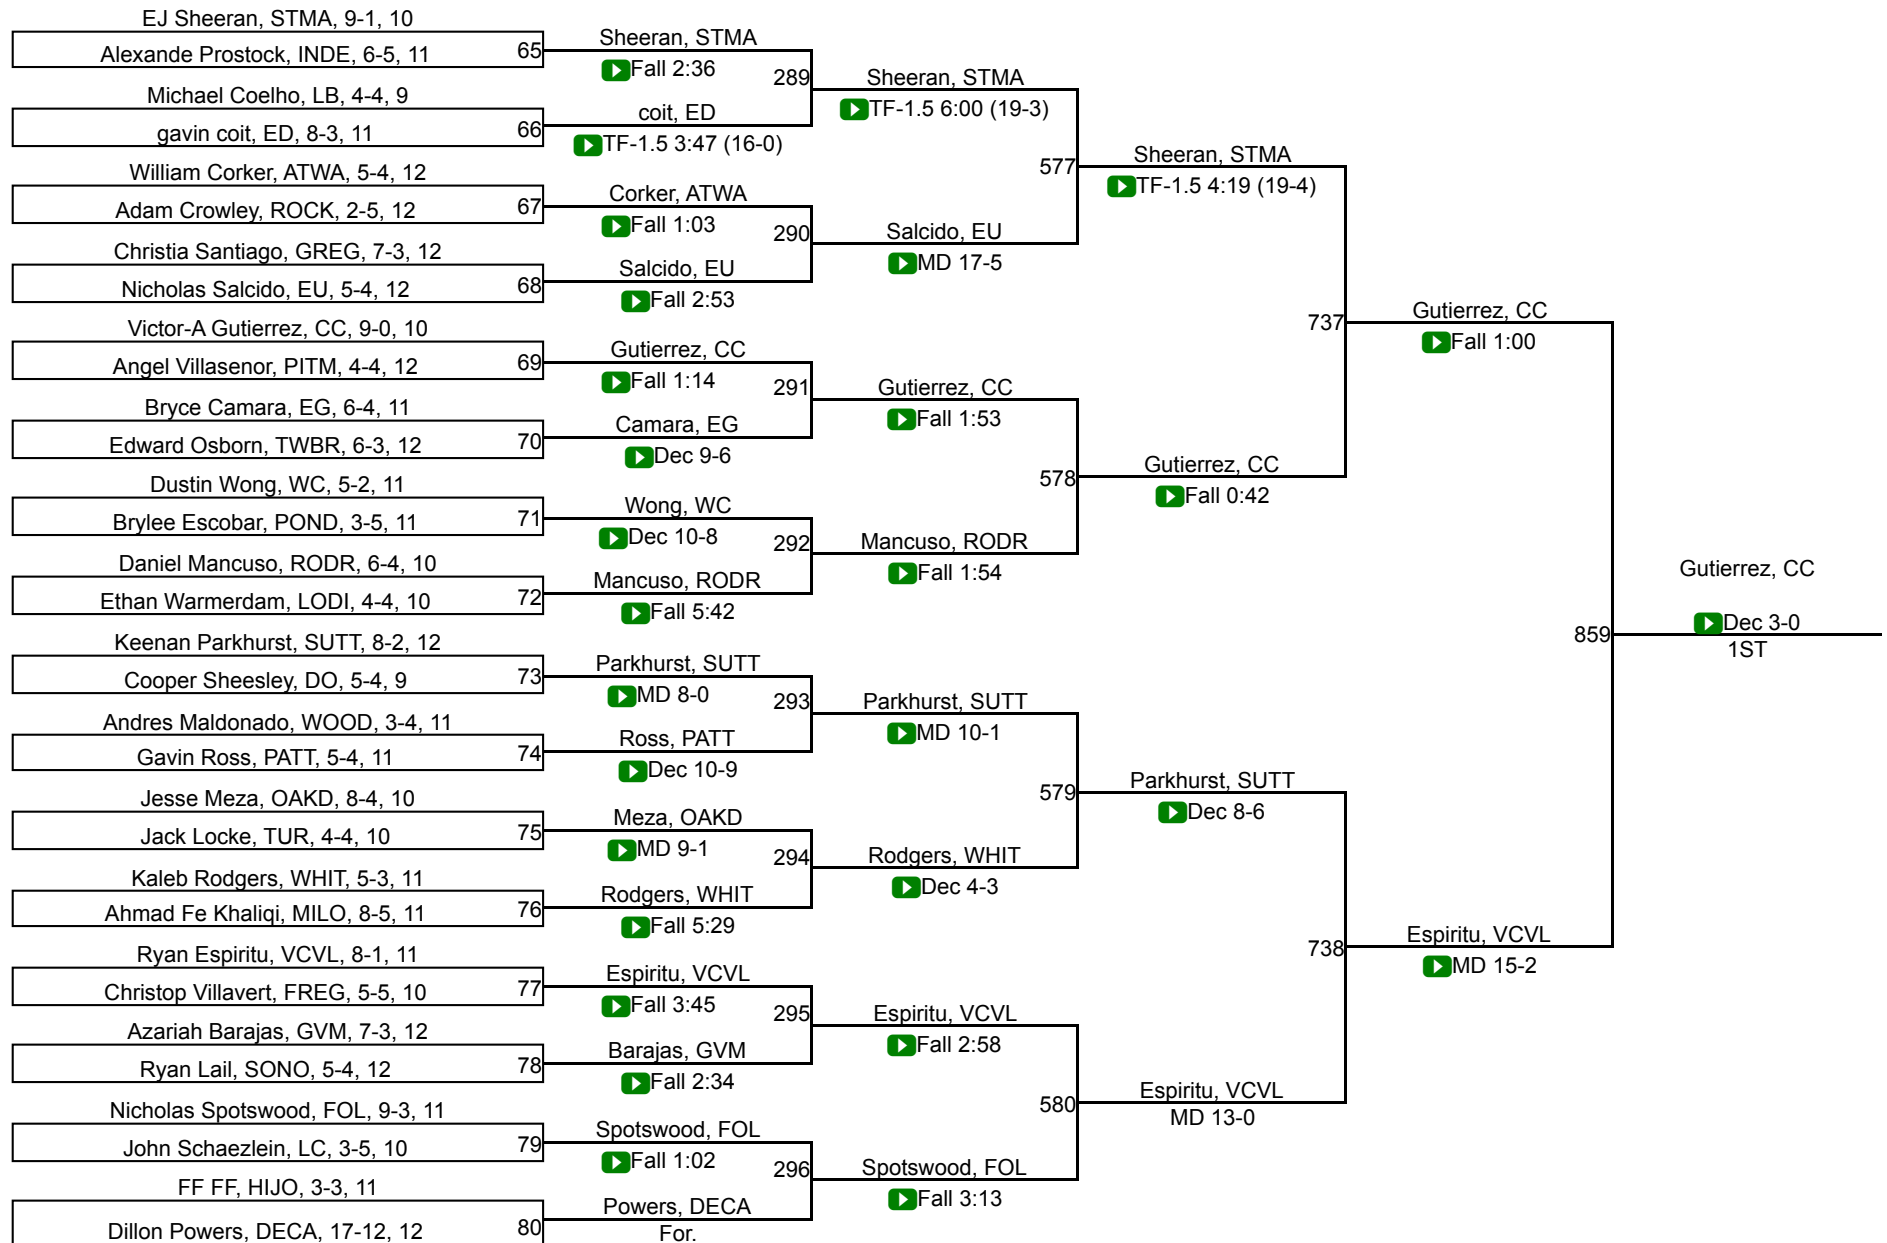 EJ Sheeran, STMA, 9-1, 10
Alexande Prostock, INDE, 6-5, 11
65
Michael Coelho, LB, 4-4, 9
gavin coit, ED, 8-3, 11
66
William Corker, ATWA, 5-4, 12
Adam Crowley, ROCK, 2-5, 12
67
Christia Santiago, GREG, 7-3, 12
Nicholas Salcido, EU, 5-4, 12
68
Victor-A Gutierrez, CC, 9-0, 10
Angel Villasenor, PITM, 4-4, 12
69
Bryce Camara, EG, 6-4, 11
Edward Osborn, TWBR, 6-3, 12
70
Dustin Wong, WC, 5-2, 11
Brylee Escobar, POND, 3-5, 11
71
Daniel Mancuso, RODR, 6-4, 10
Ethan Warmerdam, LODI, 4-4, 10
72
Keenan Parkhurst, SUTT, 8-2, 12
Cooper Sheesley, DO, 5-4, 9
73
Andres Maldonado, WOOD, 3-4, 11
Gavin Ross, PATT, 5-4, 11
74
Jesse Meza, OAKD, 8-4, 10
Jack Locke, TUR, 4-4, 10
75
Kaleb Rodgers, WHIT, 5-3, 11
Ahmad Fe Khaliqi, MILO, 8-5, 11
76
Ryan Espiritu, VCVL, 8-1, 11
Christop Villavert, FREG, 5-5, 10
77
Azariah Barajas, GVM, 7-3, 12
Ryan Lail, SONO, 5-4, 12
78
Nicholas Spotswood, FOL, 9-3, 11
John Schaezlein, LC, 3-5, 10
79
FF FF, HIJO, 3-3, 11
Dillon Powers, DECA, 17-12, 12
80
Sheeran, STMA
Fall 2:36
289
coit, ED
TF-1.5 3:47 (16-0)
Corker, ATWA
Fall 1:03
290
Salcido, EU
Fall 2:53
Gutierrez, CC
Fall 1:14
291
Camara, EG
Dec 9-6
Wong, WC
Dec 10-8
292
Mancuso, RODR
Fall 5:42
Parkhurst, SUTT
MD 8-0
293
Ross, PATT
Dec 10-9
Meza, OAKD
MD 9-1
294
Rodgers, WHIT
Fall 5:29
Espiritu, VCVL
Fall 3:45
295
Barajas, GVM
Fall 2:34
Spotswood, FOL
Fall 1:02
296
Powers, DECA
For.
Sheeran, STMA
TF-1.5 6:00 (19-3)
577
Salcido, EU
MD 17-5
Gutierrez, CC
Fall 1:53
578
Mancuso, RODR
Fall 1:54
Parkhurst, SUTT
MD 10-1
579
Rodgers, WHIT
Dec 4-3
Espiritu, VCVL
Fall 2:58
580
Spotswood, FOL
Fall 3:13
Sheeran, STMA
TF-1.5 4:19 (19-4)
737
Gutierrez, CC
Fall 0:42
Parkhurst, SUTT
Dec 8-6
738
Espiritu, VCVL
MD 13-0
Gutierrez, CC
Fall 1:00
859
Espiritu, VCVL
MD 15-2
Gutierrez, CC
Dec 3-0
1ST